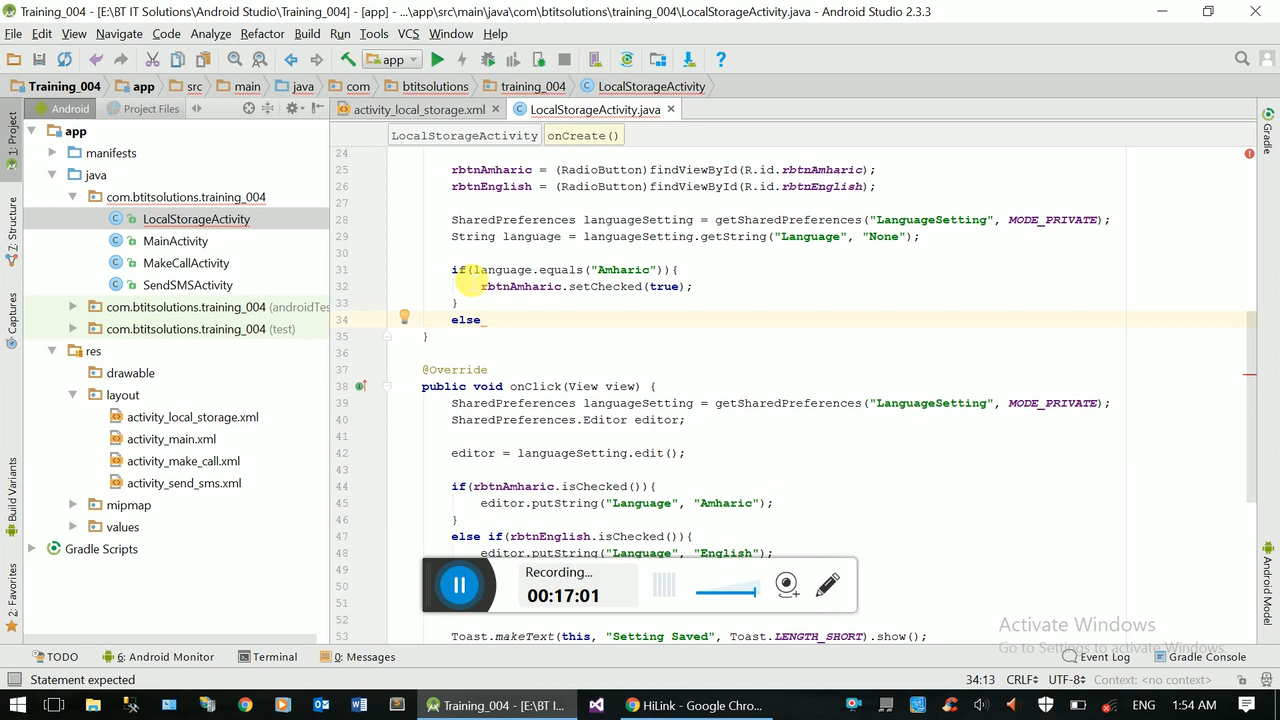 Training_004 - [E:\BT IT Solutions\Android Studio\Training_004] - [app] - ...\app\src\main\java\com\btitsolutions\training_004\LocalStorageActivity.java - Android Studio 2.3.3
File Edit View Navigate Code Analyze Refactor Build Run Tools VCS Window Help
app
Training_004 app src main java com btitsolutions training_004 LocalStorageActivity
Android Project Files activity_local_storage.xml LocalStorageActivity.java
LocalStorageActivity onCreate()
1: Project
7: Structure
Captures
Build Variants
2: Favorites
app
manifests
java
com.btitsolutions.training_004
LocalStorageActivity
MainActivity
MakeCallActivity
SendSMSActivity
com.btitsolutions.training_004 (androidTes
com.btitsolutions.training_004 (test)
res
drawable
layout
activity_local_storage.xml
activity_main.xml
activity_make_call.xml
activity_send_sms.xml
mipmap
values
Gradle Scripts
24
25 rbtnAmharic = (RadioButton)findViewById(R.id.rbtnAmharic);
26 rbtnEnglish = (RadioButton)findViewById(R.id.rbtnEnglish);
27
28 SharedPreferences languageSetting = getSharedPreferences("LanguageSetting", MODE_PRIVATE);
29 String language = languageSetting.getString("Language", "None");
30
31 if(language.equals("Amharic")){
32 rbtnAmharic.setChecked(true);
33 }
34 else
35 }
36
37 @Override
38 public void onClick(View view) {
39 SharedPreferences languageSetting = getSharedPreferences("LanguageSetting", MODE_PRIVATE);
40 SharedPreferences.Editor editor;
41
42 editor = languageSetting.edit();
43
44 if(rbtnAmharic.isChecked()){
45 editor.putString("Language", "Amharic");
46 }
47 else if(rbtnEnglish.isChecked()){
48 editor.putString("Language", "English");
49
50
51
52
53 Toast.makeText(this, "Setting Saved", Toast.LENGTH_SHORT).show();
Recording...
00:17:01
Gradle
Android Model
Activate Windows
Go to Settings to activate Windows.
TODO 6: Android Monitor Terminal 0: Messages Event Log Gradle Console
Statement expected 34:13 CRLF UTF-8 Context: <no context>
Training_004 - [E:\BT I... HiLink - Google Chro... ENG 1:54 AM